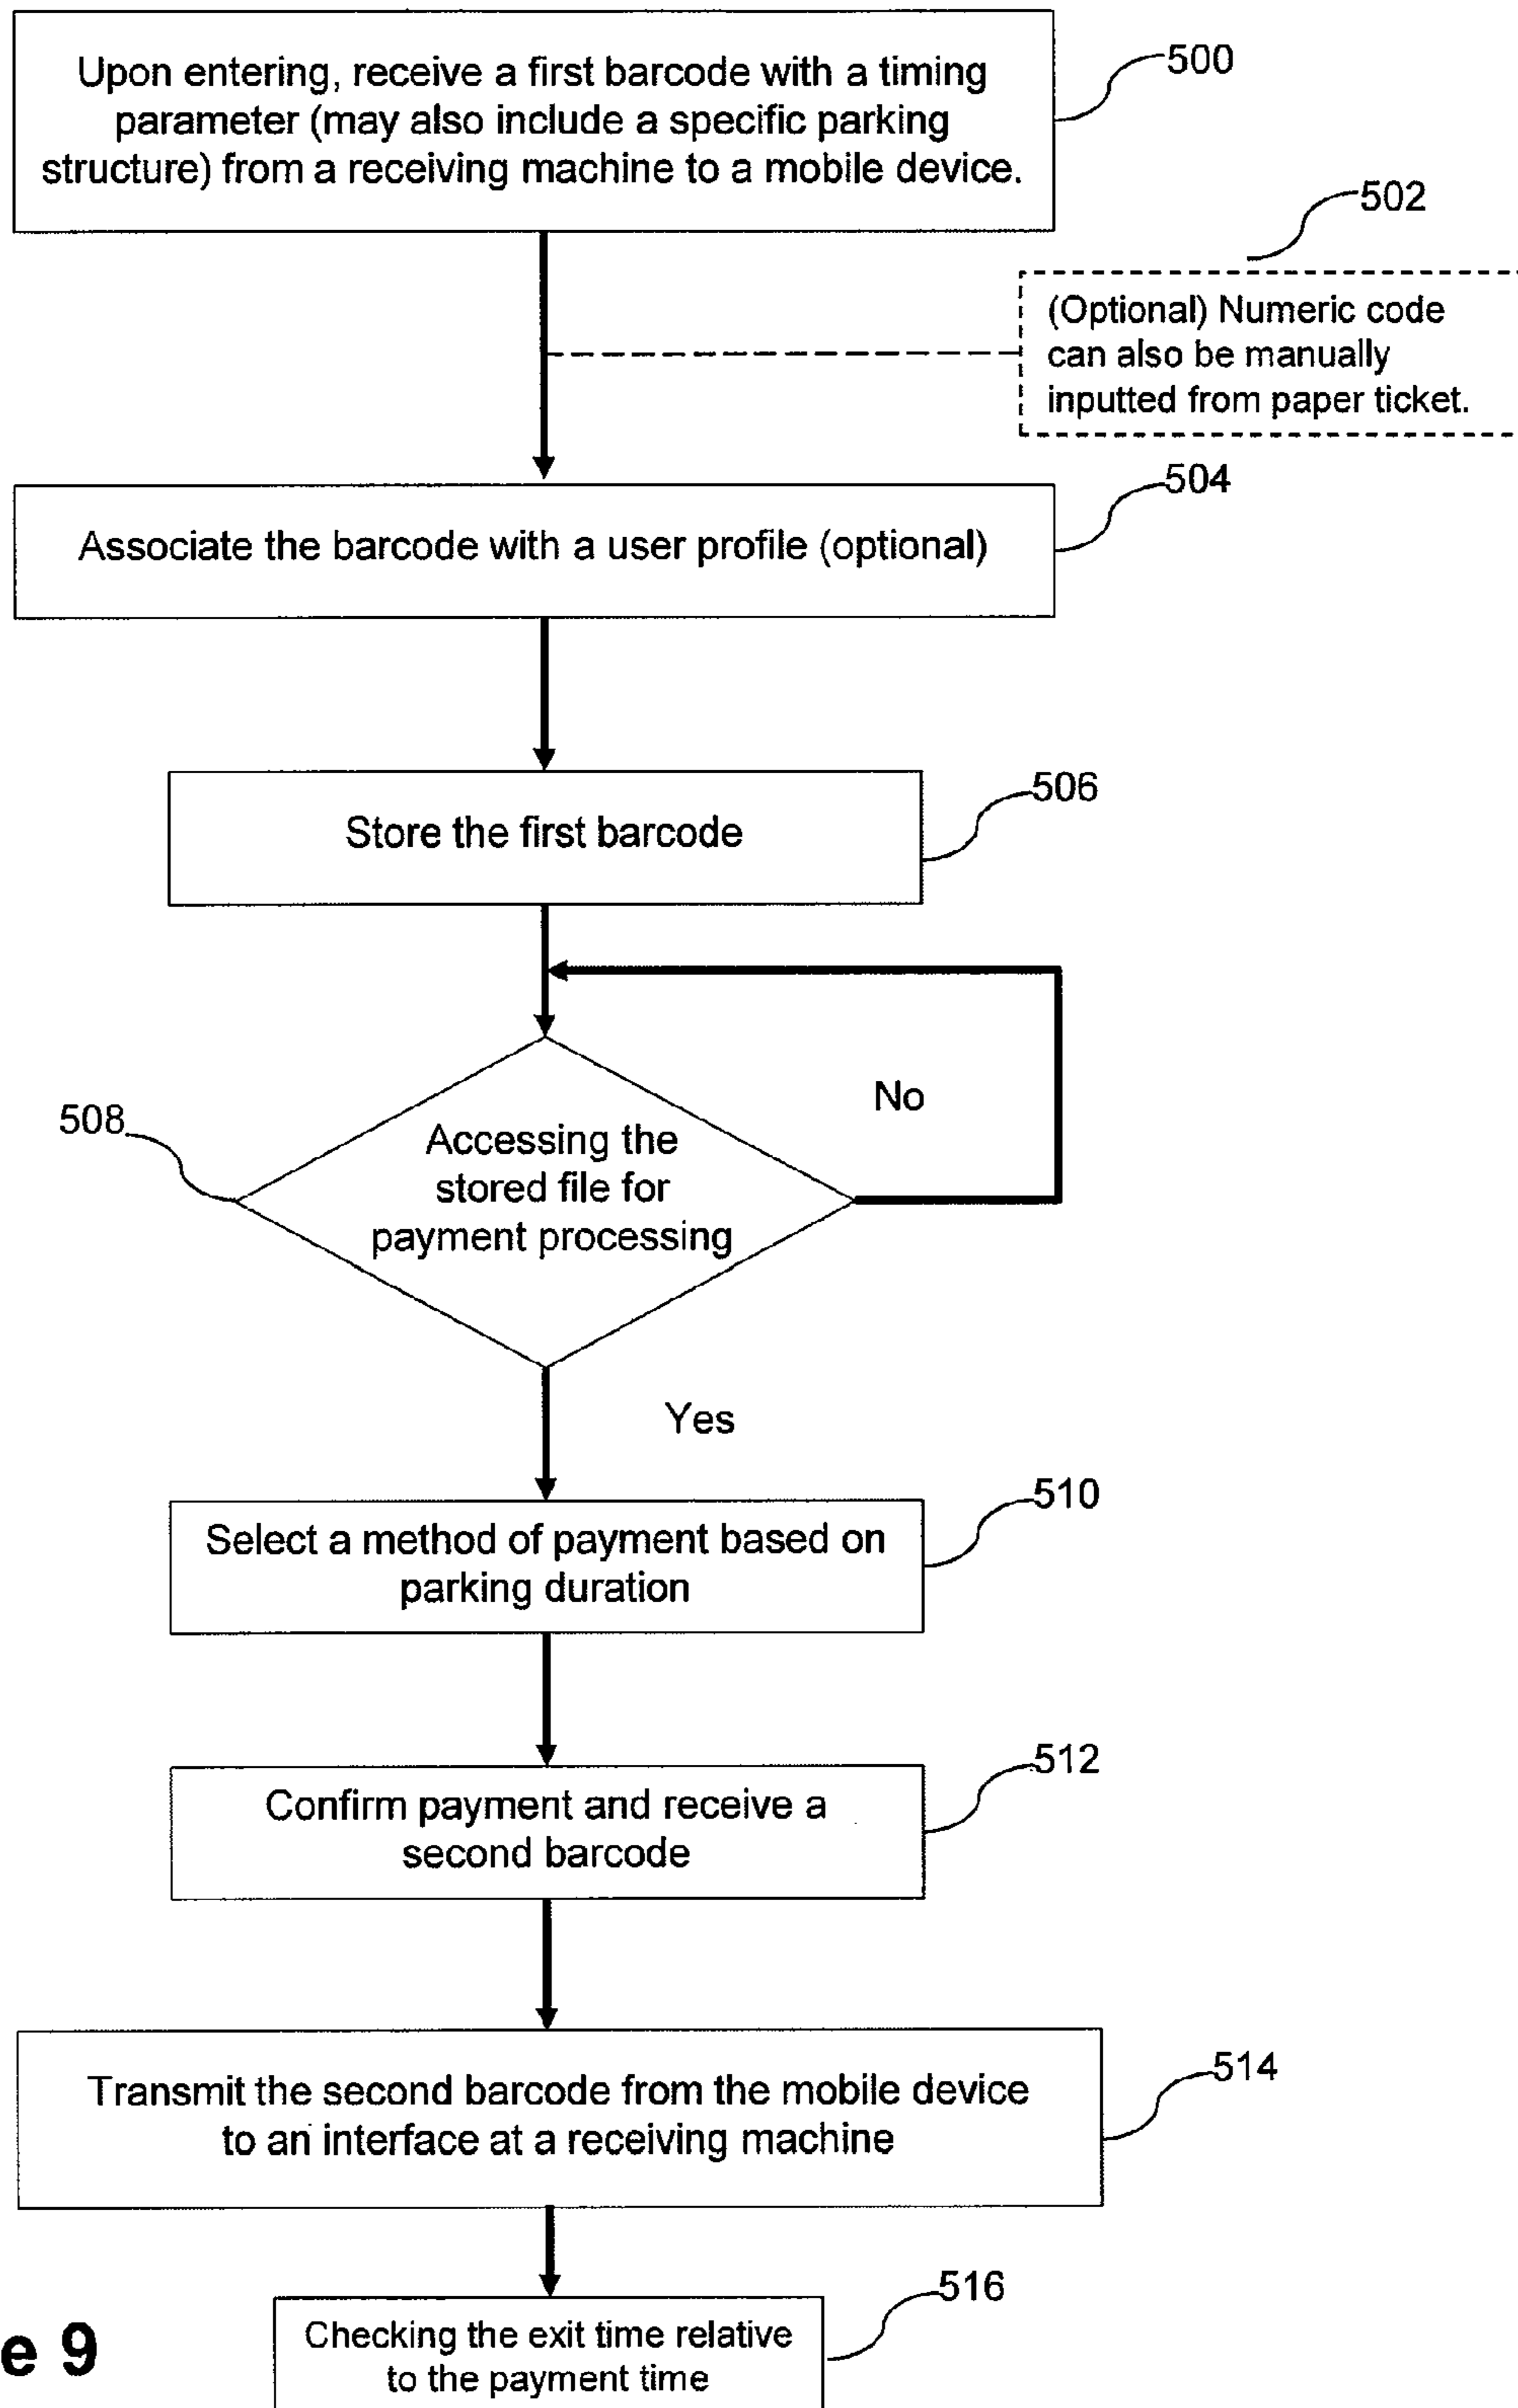 Upon entering, receive a first barcode with a timing
parameter (may also include a specific parking
structure) from a receiving machine to a mobile device.
500
502
(Optional) Numeric code
can also be manually
inputted from paper ticket.
504
Associate the barcode with a user profile (optional)
506
Store the first barcode
No
508
Accessing the
stored file for
payment processing
Yes
510
Select a method of payment based on
parking duration
512
Confirm payment and receive a
second barcode
514
Transmit the second barcode from the mobile device
to an interface at a receiving machine
516
Checking the exit time relative
to the payment time
e 9